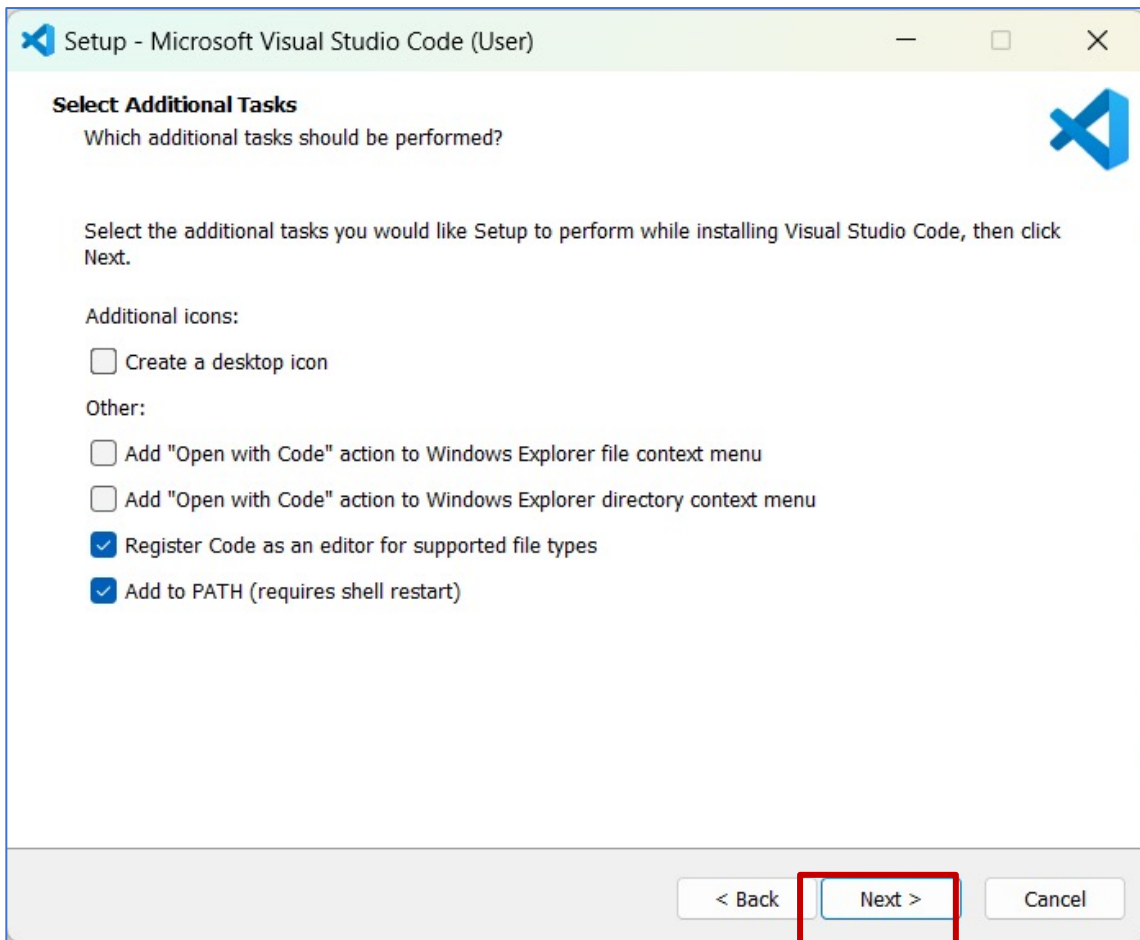 Setup - Microsoft Visual Studio Code (User)
Select Additional Tasks
Which additional tasks should be performed?
Select the additional tasks you would like Setup to perform while installing Visual Studio Code, then click
Next.
Additional icons:
Create a desktop icon
Other:
Add "Open with Code" action to Windows Explorer file context menu
Add "Open with Code" action to Windows Explorer directory context menu
Register Code as an editor for supported file types
Add to PATH (requires shell restart)
< Back Next > Cancel